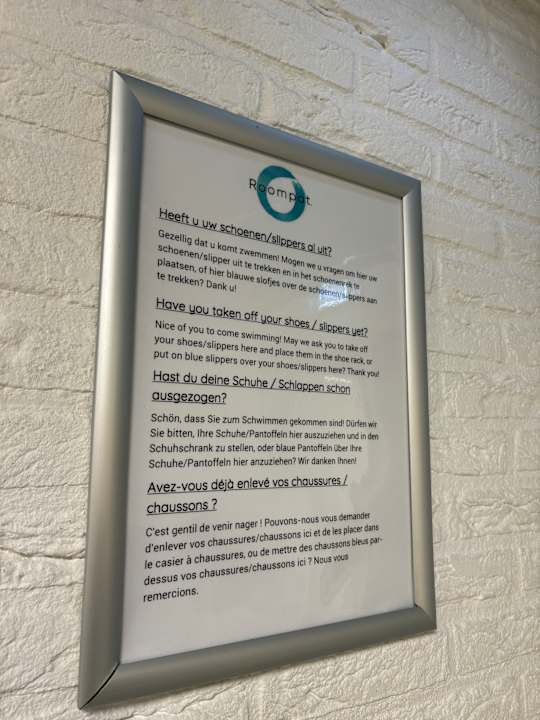 Roompot.
Heeft u uw schoenen/slippers al uit?
Gezellig dat u komt zwemmen! Mogen we u vragen om hier uw
schoenen/slipper uit te trekken en in het schoenenrek te
plaatsen, of hier blauwe slofjes over de schoenen/slippers aan
te trekken? Dank u!
Have you taken off your shoes / slippers yet?
Nice of you to come swimming! May we ask you to take off
your shoes/slippers here and place them in the shoe rack, or
put on blue slippers over your shoes/slippers here? Thank you!
Hast du deine Schuhe / Schlappen schon
ausgezogen?
Schön, dass Sie zum Schwimmen gekommen sind! Dürfen wir
Sie bitten, Ihre Schuhe/Pantoffeln hier auszuziehen und in den
Schuhschrank zu stellen, oder blaue Pantoffeln über Ihre
Schuhe/Pantoffeln hier anzuziehen? Wir danken Ihnen!
Avez-vous déjà enlevé vos chaussures /
chaussons ?
C'est gentil de venir nager ! Pouvons-nous vous demander
d'enlever vos chaussures/chaussons ici et de les placer dans
le casier à chaussures, ou de mettre des chaussons bleus par-
dessus vos chaussures/chaussons ici ? Nous vous
remercions.